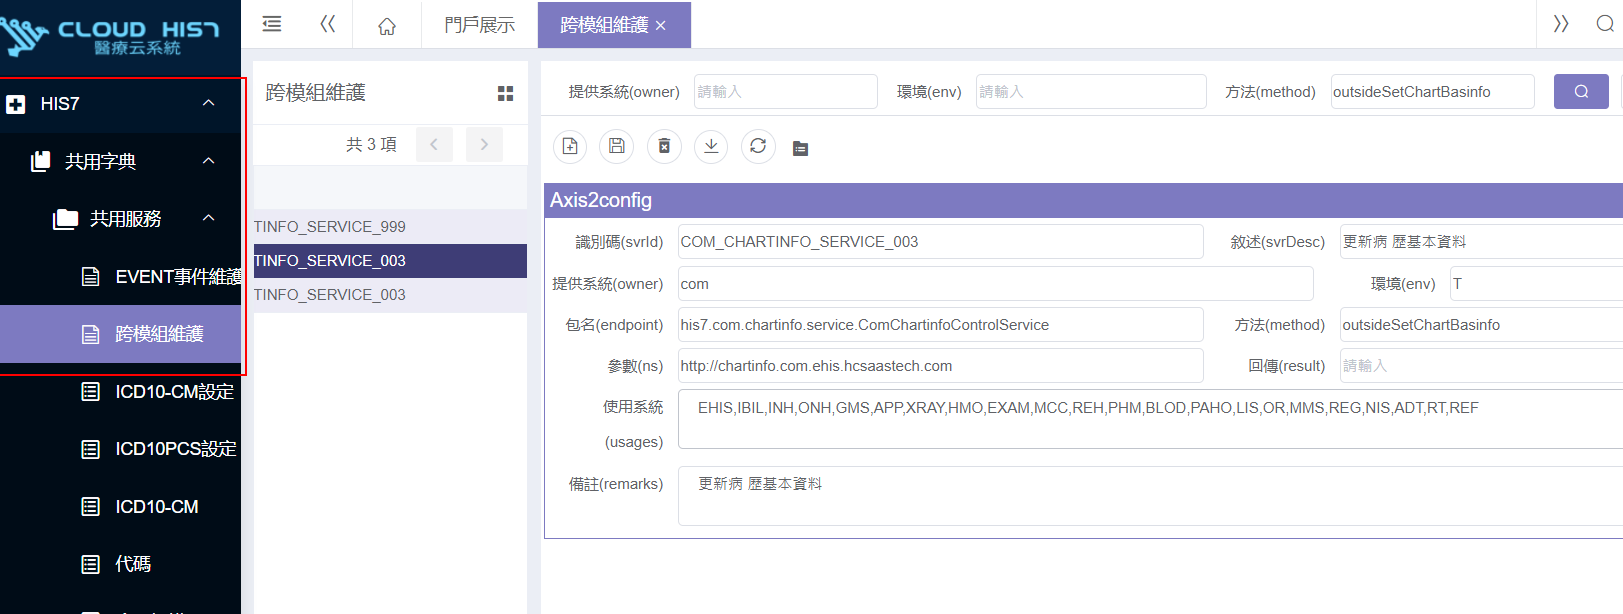 CLOUD HIS7
醫療云系統
門戶展示
跨模組維護
HIS7
共用字典
共用服務
EVENT事件維護
跨模組維護
ICD10-CM設定
ICD10PCS設定
ICD10-CM
代碼
跨模組維護
共 3 項
TINFO_SERVICE_999
TINFO_SERVICE_003
TINFO_SERVICE_003
提供系統(owner) 請輸入 環境(env) 請輸入 方法(method) outsideSetChartBasinfo
Axis2config
識別碼(svrId) COM_CHARTINFO_SERVICE_003 敘述(svrDesc) 更新病 歷基本資料
提供系統(owner) com 環境(env) T
包名(endpoint) his7.com.chartinfo.service.ComChartinfoControlService 方法(method) outsideSetChartBasinfo
參數(ns) http://chartinfo.com.ehis.hcsaastech.com 回傳(result) 請輸入
使用系統 EHIS,IBIL,INH,ONH,GMS,APP,XRAY,HMO,EXAM,MCC,REH,PHM,BLOD,PAHO,LIS,OR,MMS,REG,NIS,ADT,RT,REF
(usages)
備註(remarks) 更新病 歷基本資料